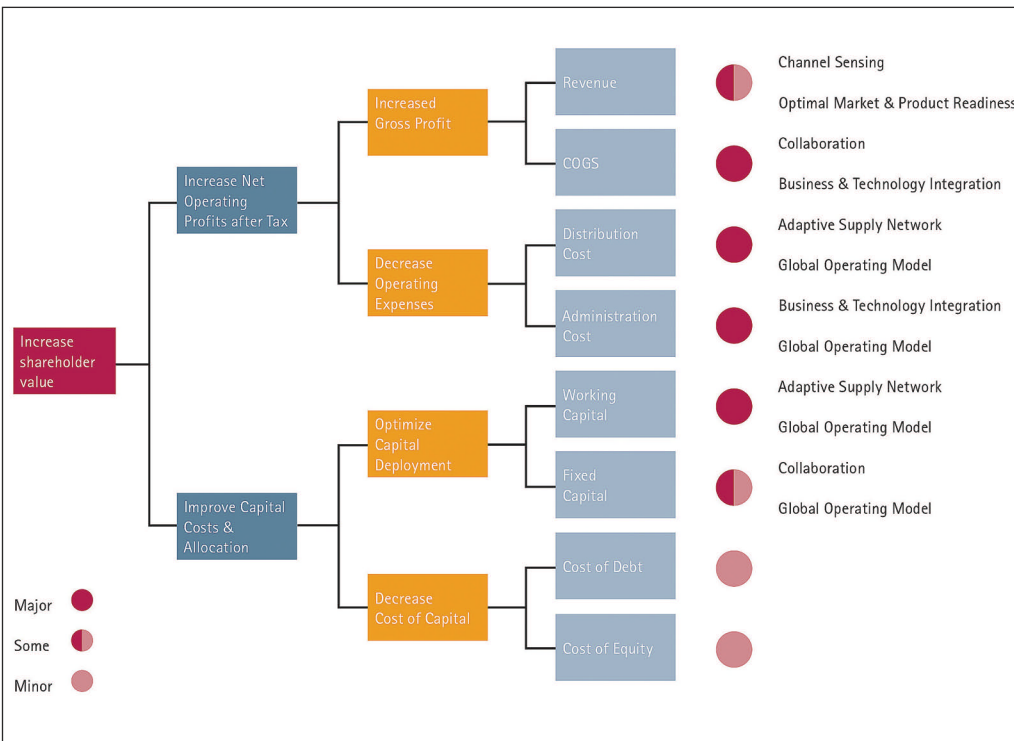 Increase
shareholder
value
Increase Net
Operating
Profits after Tax
Improve Capital
Costs &
Allocation
Increased
Gross Profit
Decrease
Operating
Expenses
Optimize
Capital
Deployment
Decrease
Cost of Capital
Revenue
COGS
Distribution
Cost
Administration
Cost
Working
Capital
Fixed
Capital
Cost of Debt
Cost of Equity
Channel Sensing
Optimal Market & Product Readiness
Collaboration
Business & Technology Integration
Adaptive Supply Network
Global Operating Model
Business & Technology Integration
Global Operating Model
Adaptive Supply Network
Global Operating Model
Collaboration
Global Operating Model
Major
Some
Minor